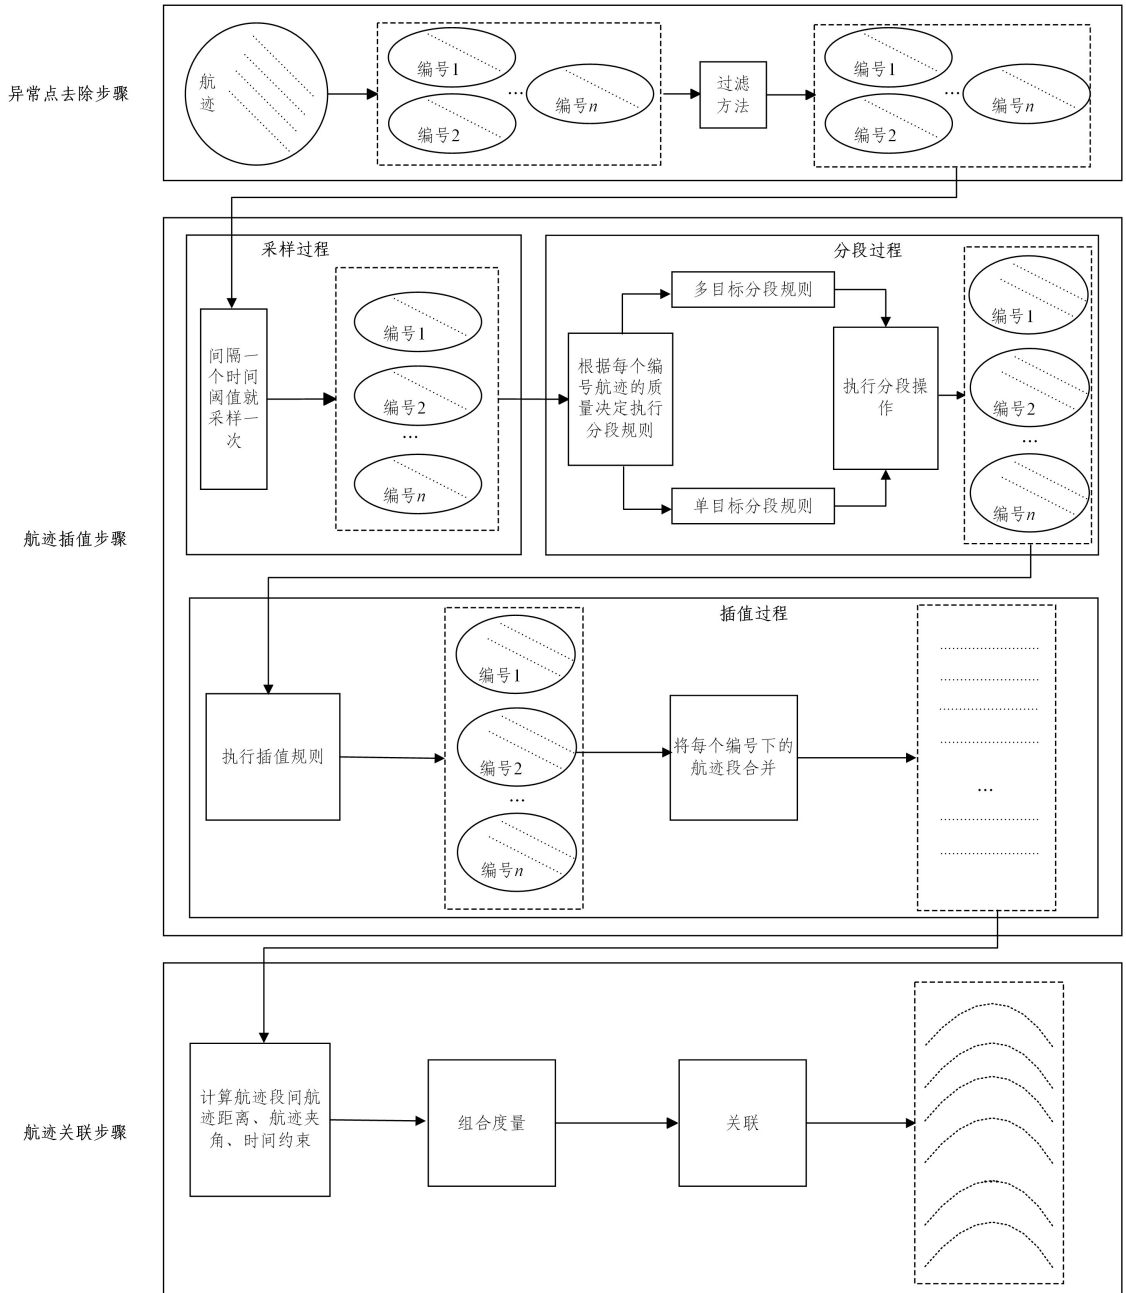 异常点去除步骤
航
迹
编号1
编号2
...
编号n
过滤
方法
编号1
编号2
...
编号n
航迹插值步骤
采样过程
间隔一
个时间
阈值就
采样一
次
编号1
编号2
...
编号n
分段过程
根据每个编
号航迹的质
量决定执行
分段规则
多目标分段规则
单目标分段规则
执行分段操
作
编号1
编号2
...
编号n
插值过程
执行插值规则
编号1
编号2
...
编号n
将每个编号下的
航迹段合并
...
航迹关联步骤
计算航迹段间航
迹距离、航迹夹
角、时间约束
组合度量
关联